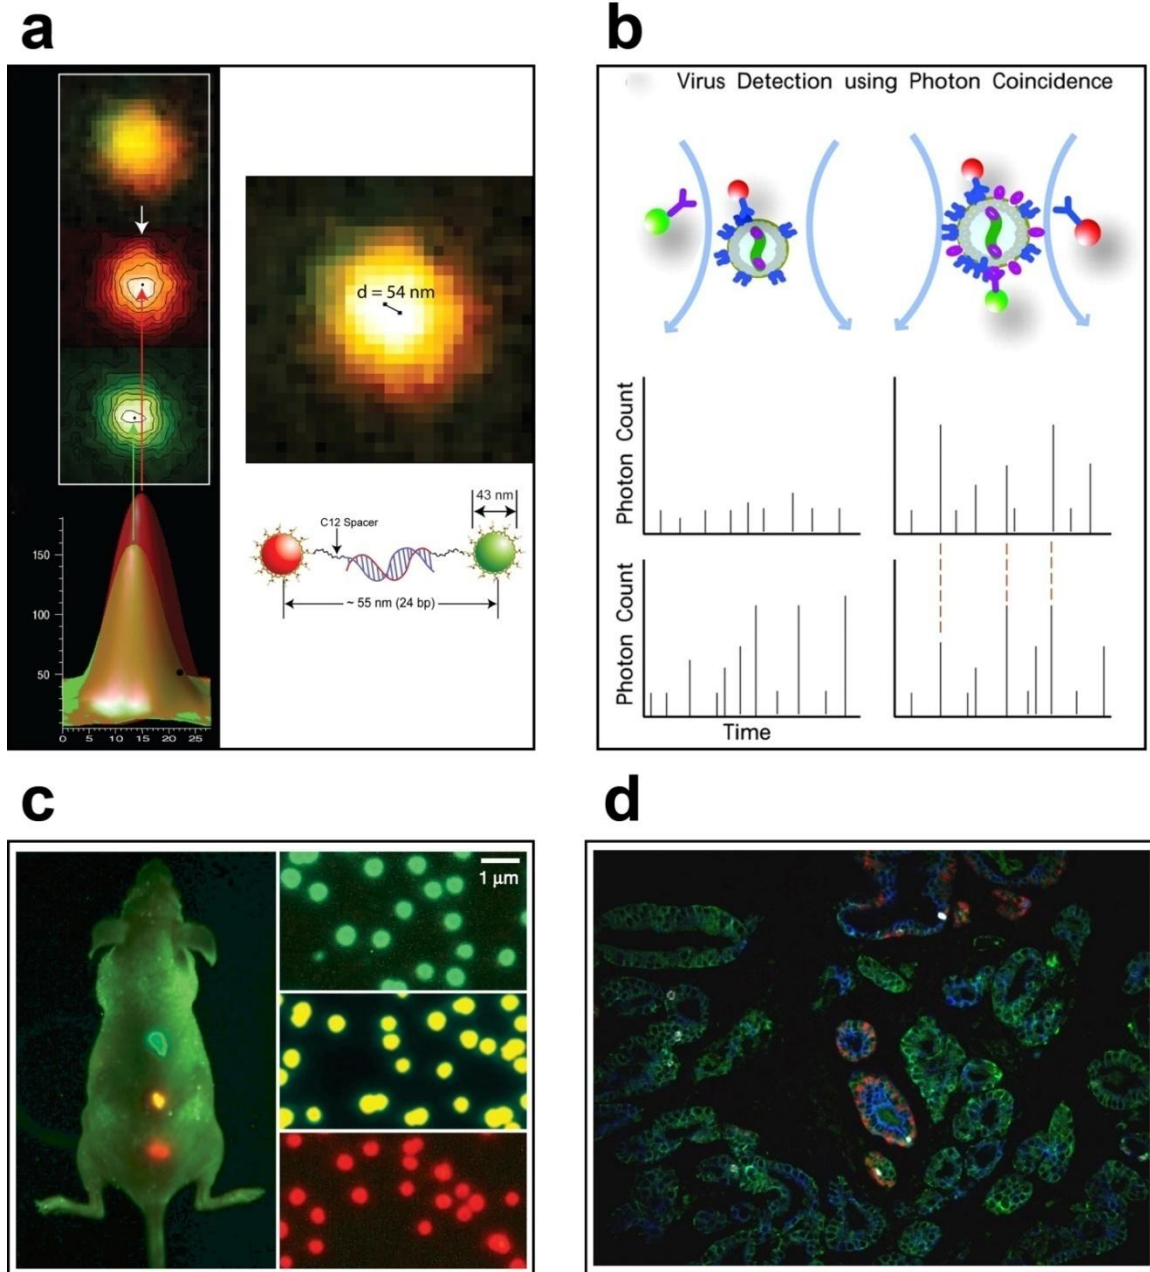 a
d = 54 nm
43 nm
C12 Spacer
~ 55 nm (24 bp)
150
100
50
0 5 10 15 20 25
b
Virus Detection using Photon Coincidence
Photon Count
Photon Count
Time
c
1 μm
d